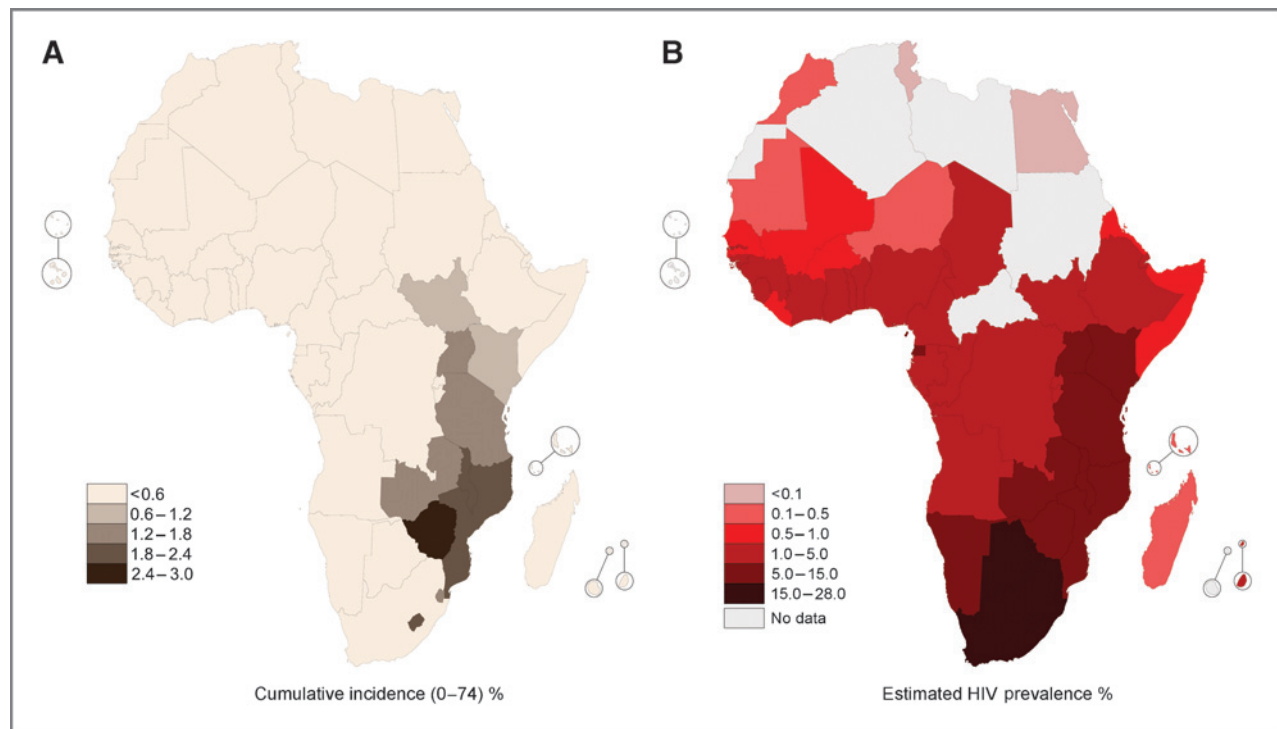 A
B
<0.6
0.6–1.2
1.2–1.8
1.8–2.4
2.4–3.0
Cumulative incidence (0–74) %
<0.1
0.1–0.5
0.5–1.0
1.0–5.0
5.0–15.0
15.0–28.0
No data
Estimated HIV prevalence %